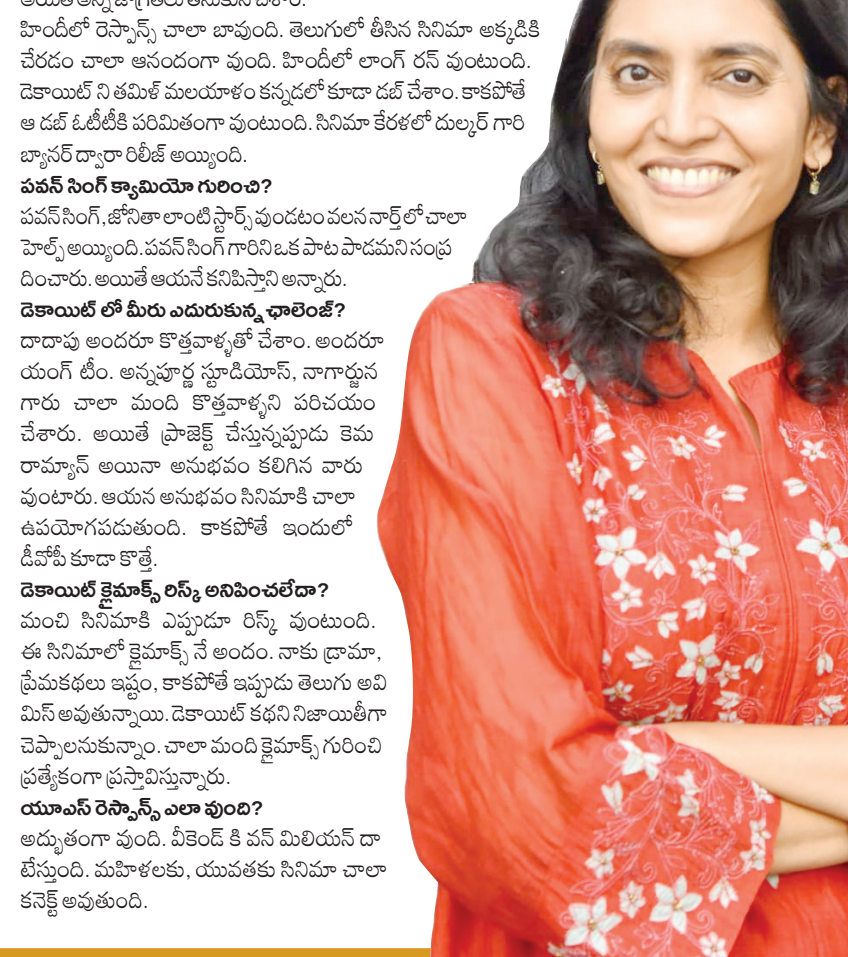 హిందీలో రెస్పాన్స్ చాలా బావుంది. తెలుగులో తీసిన సినిమా అక్కడికి
చేరడం చాలా ఆనందంగా వుంది. హిందీలో లాంగ్ రన్ వుంటుంది.
డెకాయిట్ ని తమిళ్ మలయాళం కన్నడలో కూడా డబ్ చేశాం. కాకపోతే
ఆ డబ్ ఓటీటీకి పరిమితంగా వుంటుంది. సినిమా కేరళలో దుల్కర్ గారి
బ్యానర్ ద్వారా రిలీజ్ అయ్యింది.
పవన్ సింగ్ క్యామియో గురించి?
పవన్ సింగ్, జోనితా లాంటి స్టార్స్ వుండటం వలన నార్త్ లో చాలా
హెల్ప్ అయ్యింది. పవన్ సింగ్ గారిని ఒక పాట పాడమని సంప్ర
దించారు. అయితే ఆయనే కనిపిస్తాని అన్నారు.
డెకాయిట్ లో మీరు ఎదురుకున్న ఛాలెంజ్?
దాదాపు అందరూ కొత్తవాళ్ళతో చేశాం. అందరూ
యంగ్ టీం. అన్నపూర్ణ స్టూడియోస్, నాగార్జున
గారు చాలా మంది కొత్తవాళ్ళని పరిచయం
చేశారు. అయితే ప్రాజెక్ట్ చేస్తున్నప్పుడు కెమ
రామ్యాన్ అయినా అనుభవం కలిగిన వారు
వుంటారు. ఆయన అనుభవం సినిమాకి చాలా
ఉపయోగపడుతుంది. కాకపోతే ఇందులో
డీవోపీ కూడా కొత్తే.
డెకాయిట్ క్లైమాక్స్ రిస్క్ అనిపించలేదా?
మంచి సినిమాకి ఎప్పుడూ రిస్క్ వుంటుంది.
ఈ సినిమాలో క్లైమాక్స్ నే అందం. నాకు డ్రామా,
ప్రేమకథలు ఇష్టం, కాకపోతే ఇప్పుడు తెలుగు అవి
మిస్ అవుతున్నాయి. డెకాయిట్ కథని నిజాయితీగా
చెప్పాలనుకున్నాం. చాలా మంది క్లైమాక్స్ గురించి
ప్రత్యేకంగా ప్రస్తావిస్తున్నారు.
యూఎస్ రెస్పాన్స్ ఎలా వుంది?
అద్భుతంగా వుంది. వీకెండ్ కి వన్ మిలియన్ దా
టేస్తుంది. మహిళలకు, యువతకు సినిమా చాలా
కనెక్ట్ అవుతుంది.